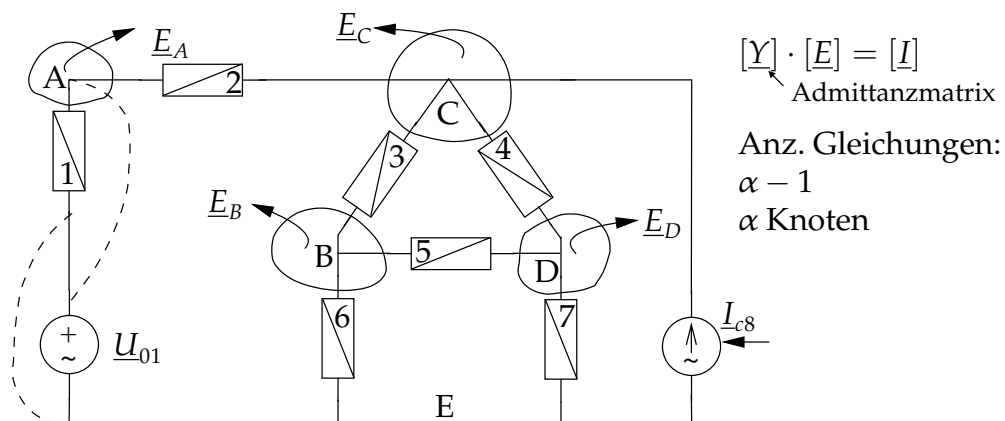 E_A
E_C
[Y] · [E] = [I]
Admittanzmatrix
A
2
C
Anz. Gleichungen:
α − 1
α Knoten
1
3
4
E_B
E_D
B
5
D
6
7
+
~
U_01
I_c8
~
E